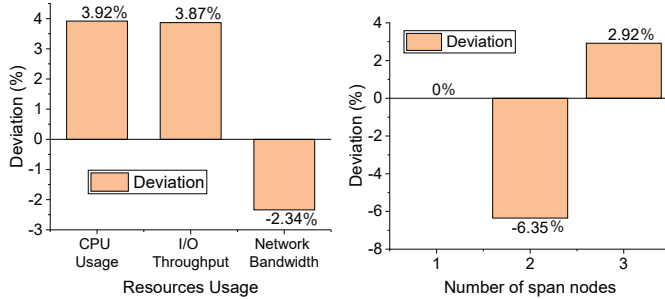 3.92%
3.87%
-2.34%
Deviation
Deviation (%)
4
3
2
1
0
-1
-2
-3
CPU
Usage
I/O
Throughput
Network
Bandwidth
Resources Usage
Deviation
2.92%
0%
-6.35%
Deviation (%)
4
2
0
-2
-4
-6
-8
1
2
3
Number of span nodes